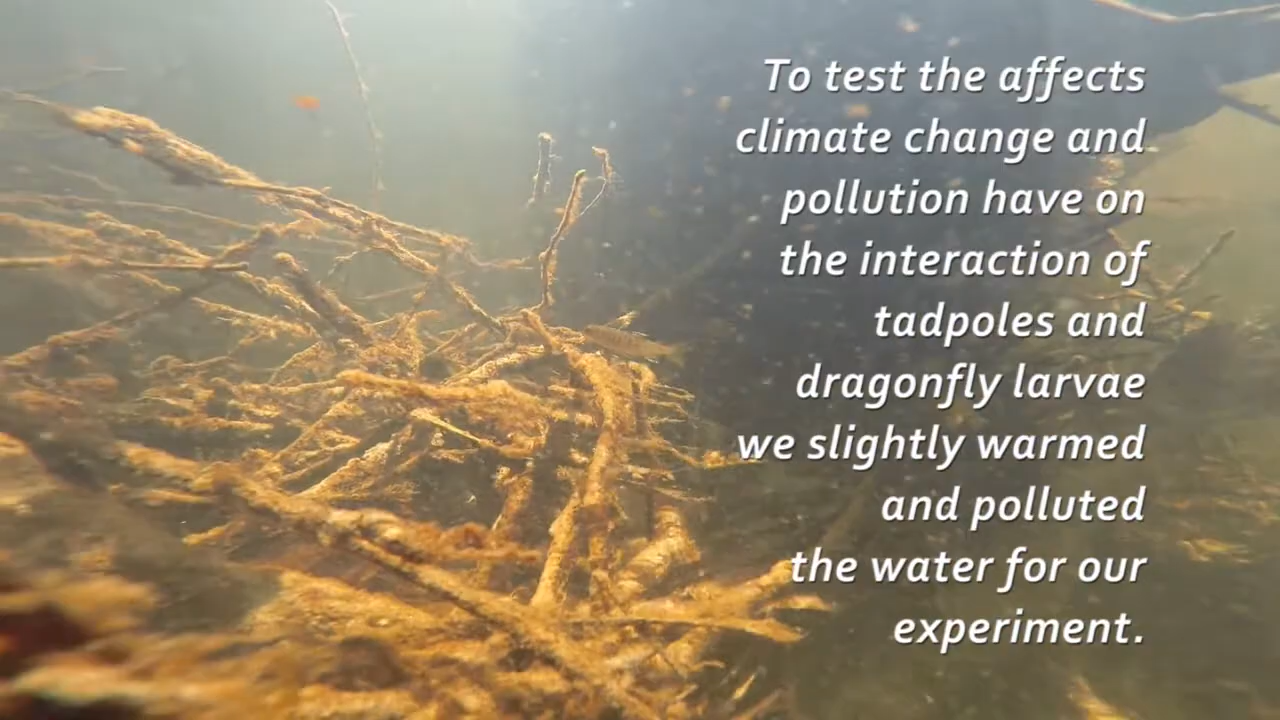 To test the affects
climate change and
pollution have on
the interaction of
tadpoles and
dragonfly larvae
we slightly warmed
and polluted
the water for our
experiment.